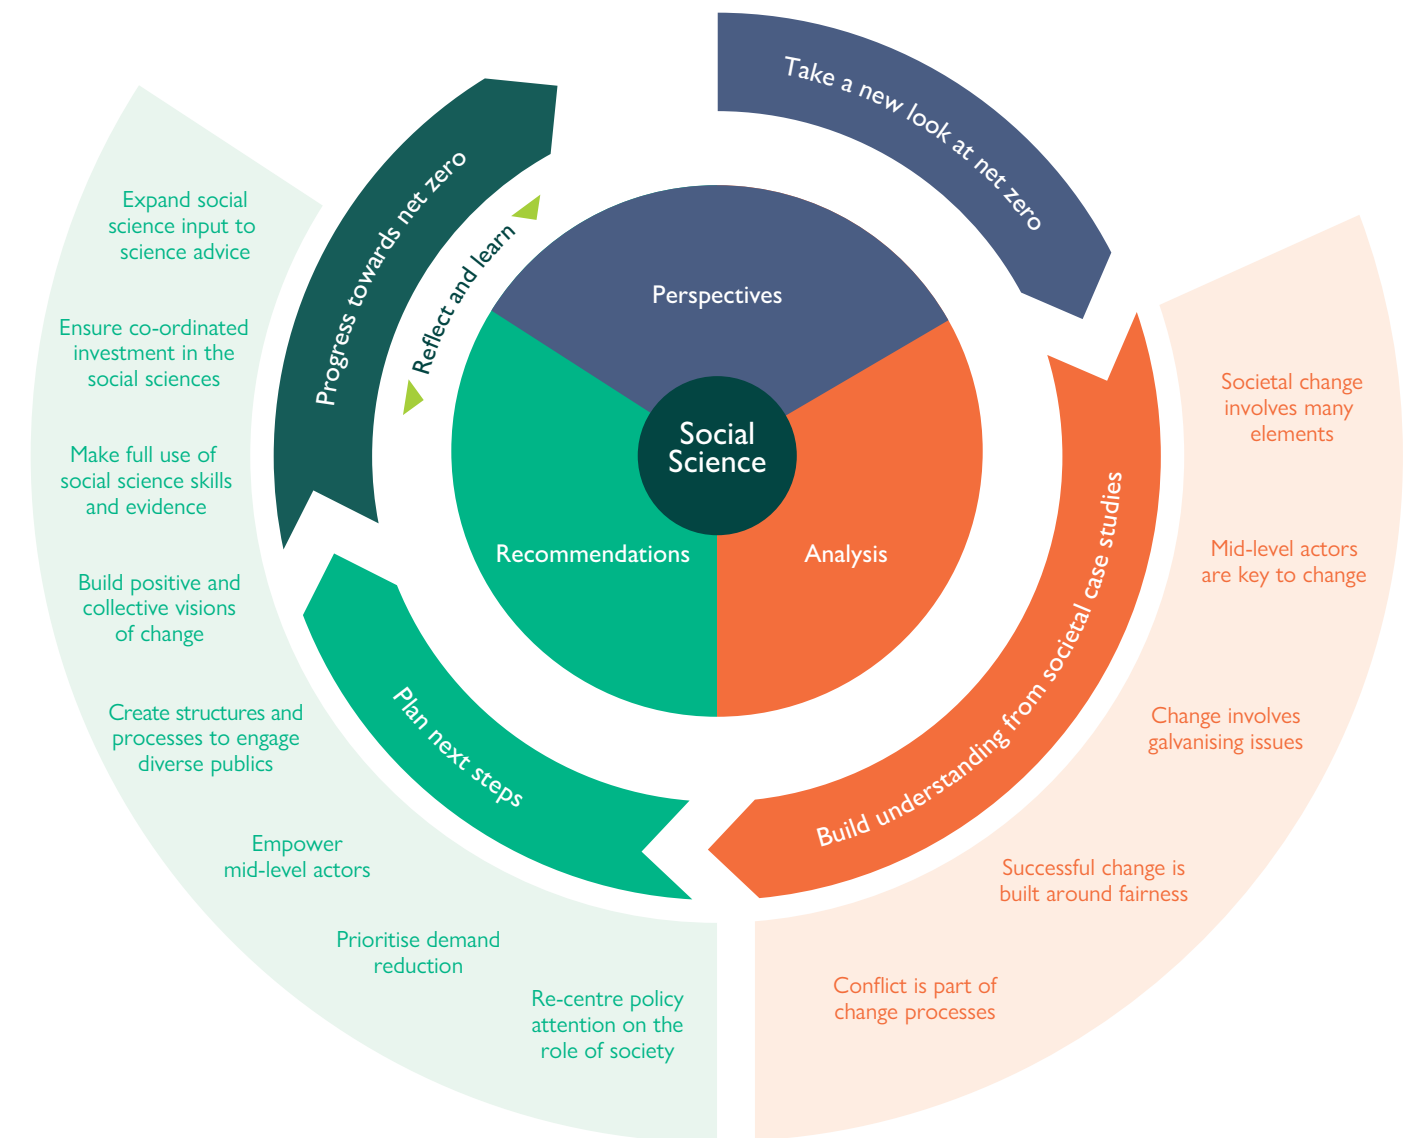 Take a new look at net zero
Perspectives
Social
Science
Recommendations
Analysis
Build understanding from societal case studies
Societal change
involves many
elements
Mid-level actors
are key to change
Change involves
galvanising issues
Successful change is
built around fairness
Conflict is part of
change processes
Plan next steps
Re-centre policy
attention on the
role of society
Prioritise demand
reduction
Empower
mid-level actors
Create structures and
processes to engage
diverse publics
Build positive and
collective visions
of change
Make full use of
social science skills
and evidence
Ensure co-ordinated
investment in the
social sciences
Expand social
science input to
science advice
Progress towards net zero
Reflect and learn